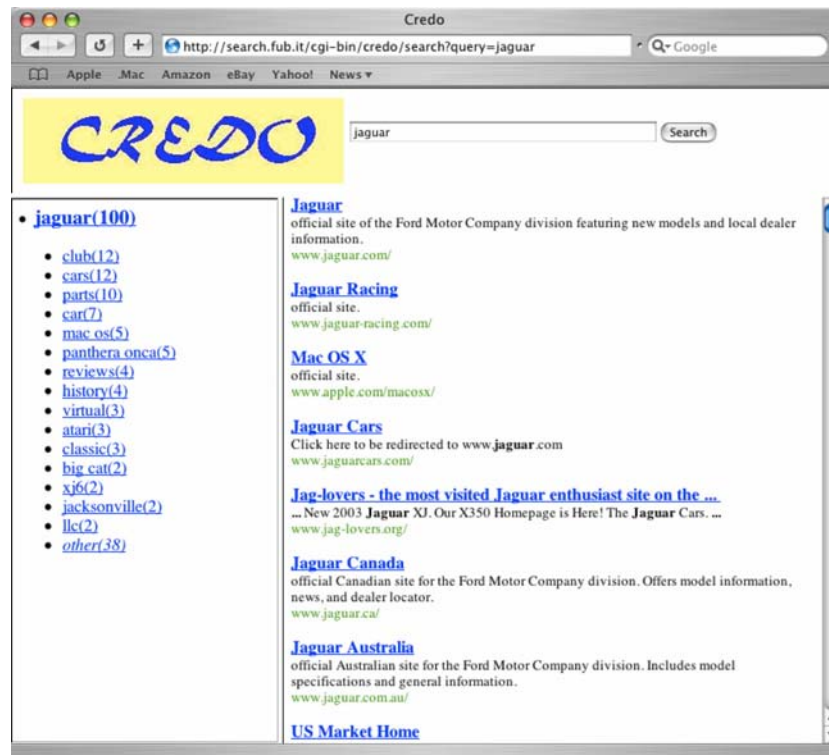 Credo
http://search.fub.it/cgi-bin/credo/search?query=jaguar
Google
Apple .Mac Amazon eBay Yahoo! News
CREDO
jaguar
Search
jaguar(100)
club(12)
cars(12)
parts(10)
car(7)
mac os(5)
panthera onca(5)
reviews(4)
history(4)
virtual(3)
atari(3)
classic(3)
big cat(2)
xj6(2)
jacksonville(2)
llc(2)
other(38)
Jaguar
official site of the Ford Motor Company division featuring new models and local dealer
information.
www.jaguar.com/
Jaguar Racing
official site.
www.jaguar-racing.com/
Mac OS X
official site.
www.apple.com/macosx/
Jaguar Cars
Click here to be redirected to www.jaguar.com
www.jaguarcars.com/
Jag-lovers - the most visited Jaguar enthusiast site on the ...
... New 2003 Jaguar XJ. Our X350 Homepage is Here! The Jaguar Cars. ...
www.jag-lovers.org/
Jaguar Canada
official Canadian site for the Ford Motor Company division. Offers model information,
news, and dealer locator.
www.jaguar.ca/
Jaguar Australia
official Australian site for the Ford Motor Company division. Includes model
specifications and general information.
www.jaguar.com.au/
US Market Home